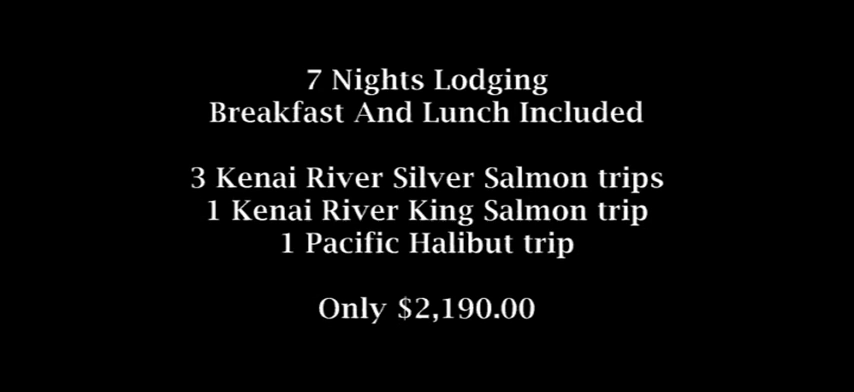 7 Nights Lodging
Breakfast And Lunch Included
3 Kenai River Silver Salmon trips
1 Kenai River King Salmon trip
1 Pacific Halibut trip
Only $2,190.00